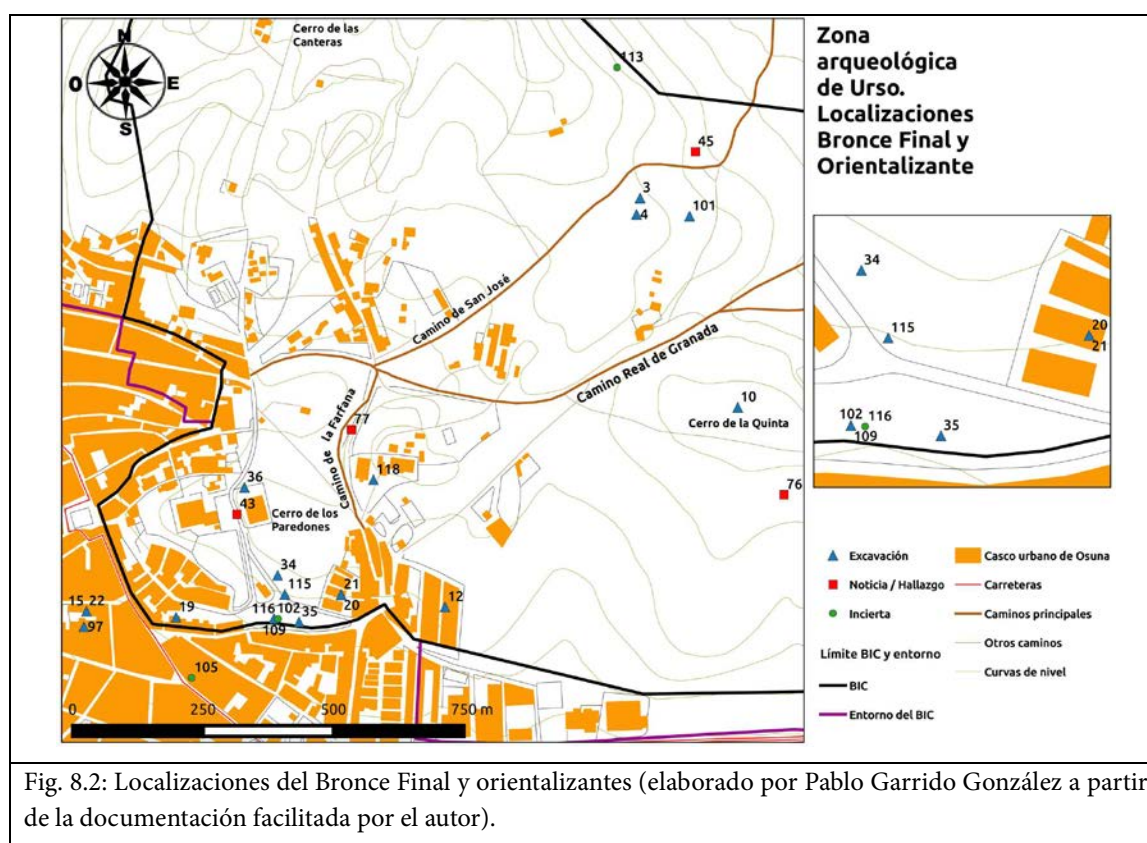 Cerro de las
Canteras
N
O
E
S
113
45
3
4
101
Camino de San José
Camino Real de Granada
Camino de la Farfana
77
10
Cerro de la Quinta
118
76
36
43
Cerro de los
Paredones
34
115
21
20
12
15 22
97
19
116 102 35
109
105
0 250 500 750 m
Zona
arqueológica
de Urso.
Localizaciones
Bronce Final y
Orientalizante
34
115
20
21
102 116
109
35
Excavación
Noticia / Hallazgo
Incierta
Límite BIC y entorno
BIC
Entorno del BIC
Casco urbano de Osuna
Carreteras
Caminos principales
Otros caminos
Curvas de nivel
Fig. 8.2: Localizaciones del Bronce Final y orientalizantes (elaborado por Pablo Garrido González a partir
de la documentación facilitada por el autor).